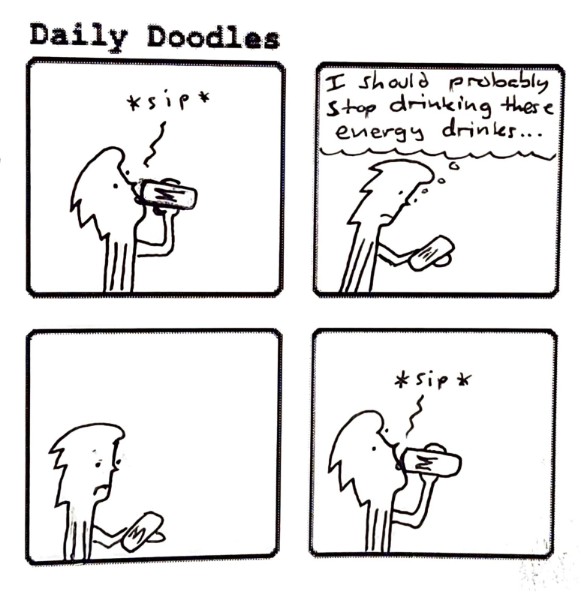 Daily Doodles
*sip*
I should probably
stop drinking these
energy drinks...
*sip*